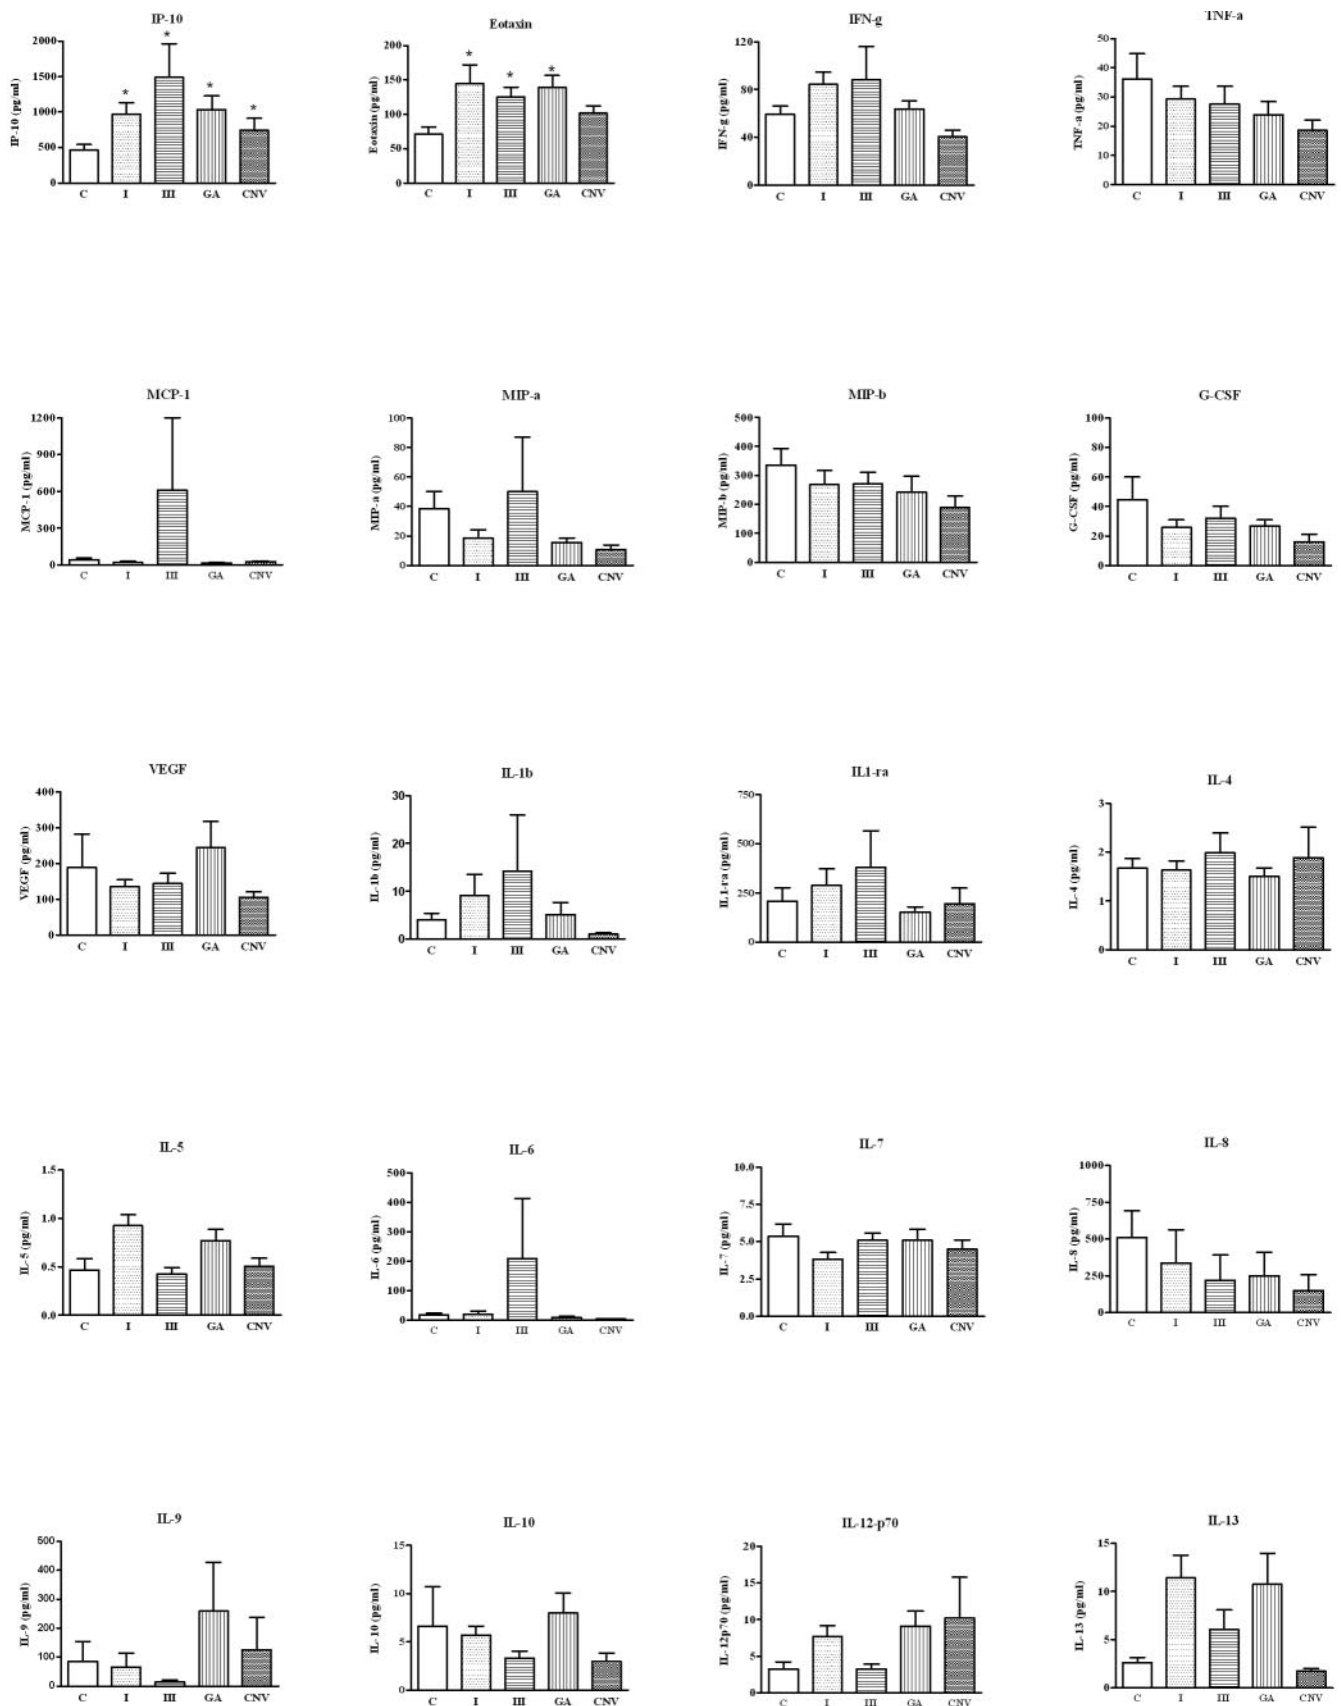 IP-10
IP-10 (pg/ml)
2000
1500
1000
500
0
* * * *
C I III GA CNV
Eotaxin
Eotaxin (pg/ml)
200
150
100
50
0
* * *
C I III GA CNV
IFN-g
IFN-g (pg/ml)
120
80
40
0
C I III GA CNV
TNF-a
TNF-a (pg/ml)
50
40
30
20
10
0
C I III GA CNV
MCP-1
MCP-1 (pg/ml)
1200
900
600
300
0
C I III GA CNV
MIP-a
MIP-a (pg/ml)
100
80
60
40
20
0
C I III GA CNV
MIP-b
MIP-b (pg/ml)
500
400
300
200
100
0
C I III GA CNV
G-CSF
G-CSF (pg/ml)
100
80
60
40
20
0
C I III GA CNV
VEGF
VEGF (pg/ml)
400
300
200
100
0
C I III GA CNV
IL-1b
IL-1b (pg/ml)
30
20
10
0
C I III GA CNV
IL1-ra
IL1-ra (pg/ml)
750
500
250
0
C I III GA CNV
IL-4
IL-4 (pg/ml)
3
2
1
0
C I III GA CNV
IL-5
IL-5 (pg/ml)
1.5
1.0
0.5
0.0
C I III GA CNV
IL-6
IL-6 (pg/ml)
500
400
300
200
100
0
C I III GA CNV
IL-7
IL-7 (pg/ml)
10.0
7.5
5.0
2.5
0.0
C I III GA CNV
IL-8
IL-8 (pg/ml)
1000
750
500
250
0
C I III GA CNV
IL-9
IL-9 (pg/ml)
500
400
300
200
100
0
C I III GA CNV
IL-10
IL-10 (pg/ml)
15
10
5
0
C I III GA CNV
IL-12-p70
IL-12p70 (pg/ml)
20
15
10
5
0
C I III GA CNV
IL-13
IL-13 (pg/ml)
15
10
5
0
C I III GA CNV